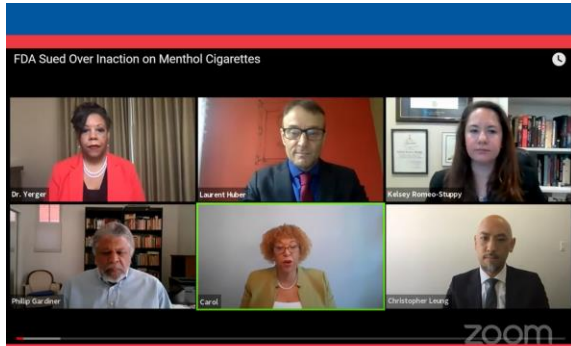 FDA Sued Over Inaction on Menthol Cigarettes
Dr. Yerger
Laurent Huber
Kelsey Romeo-Stuppy
Philip Gardiner
Carol
Christopher Leung
zoom